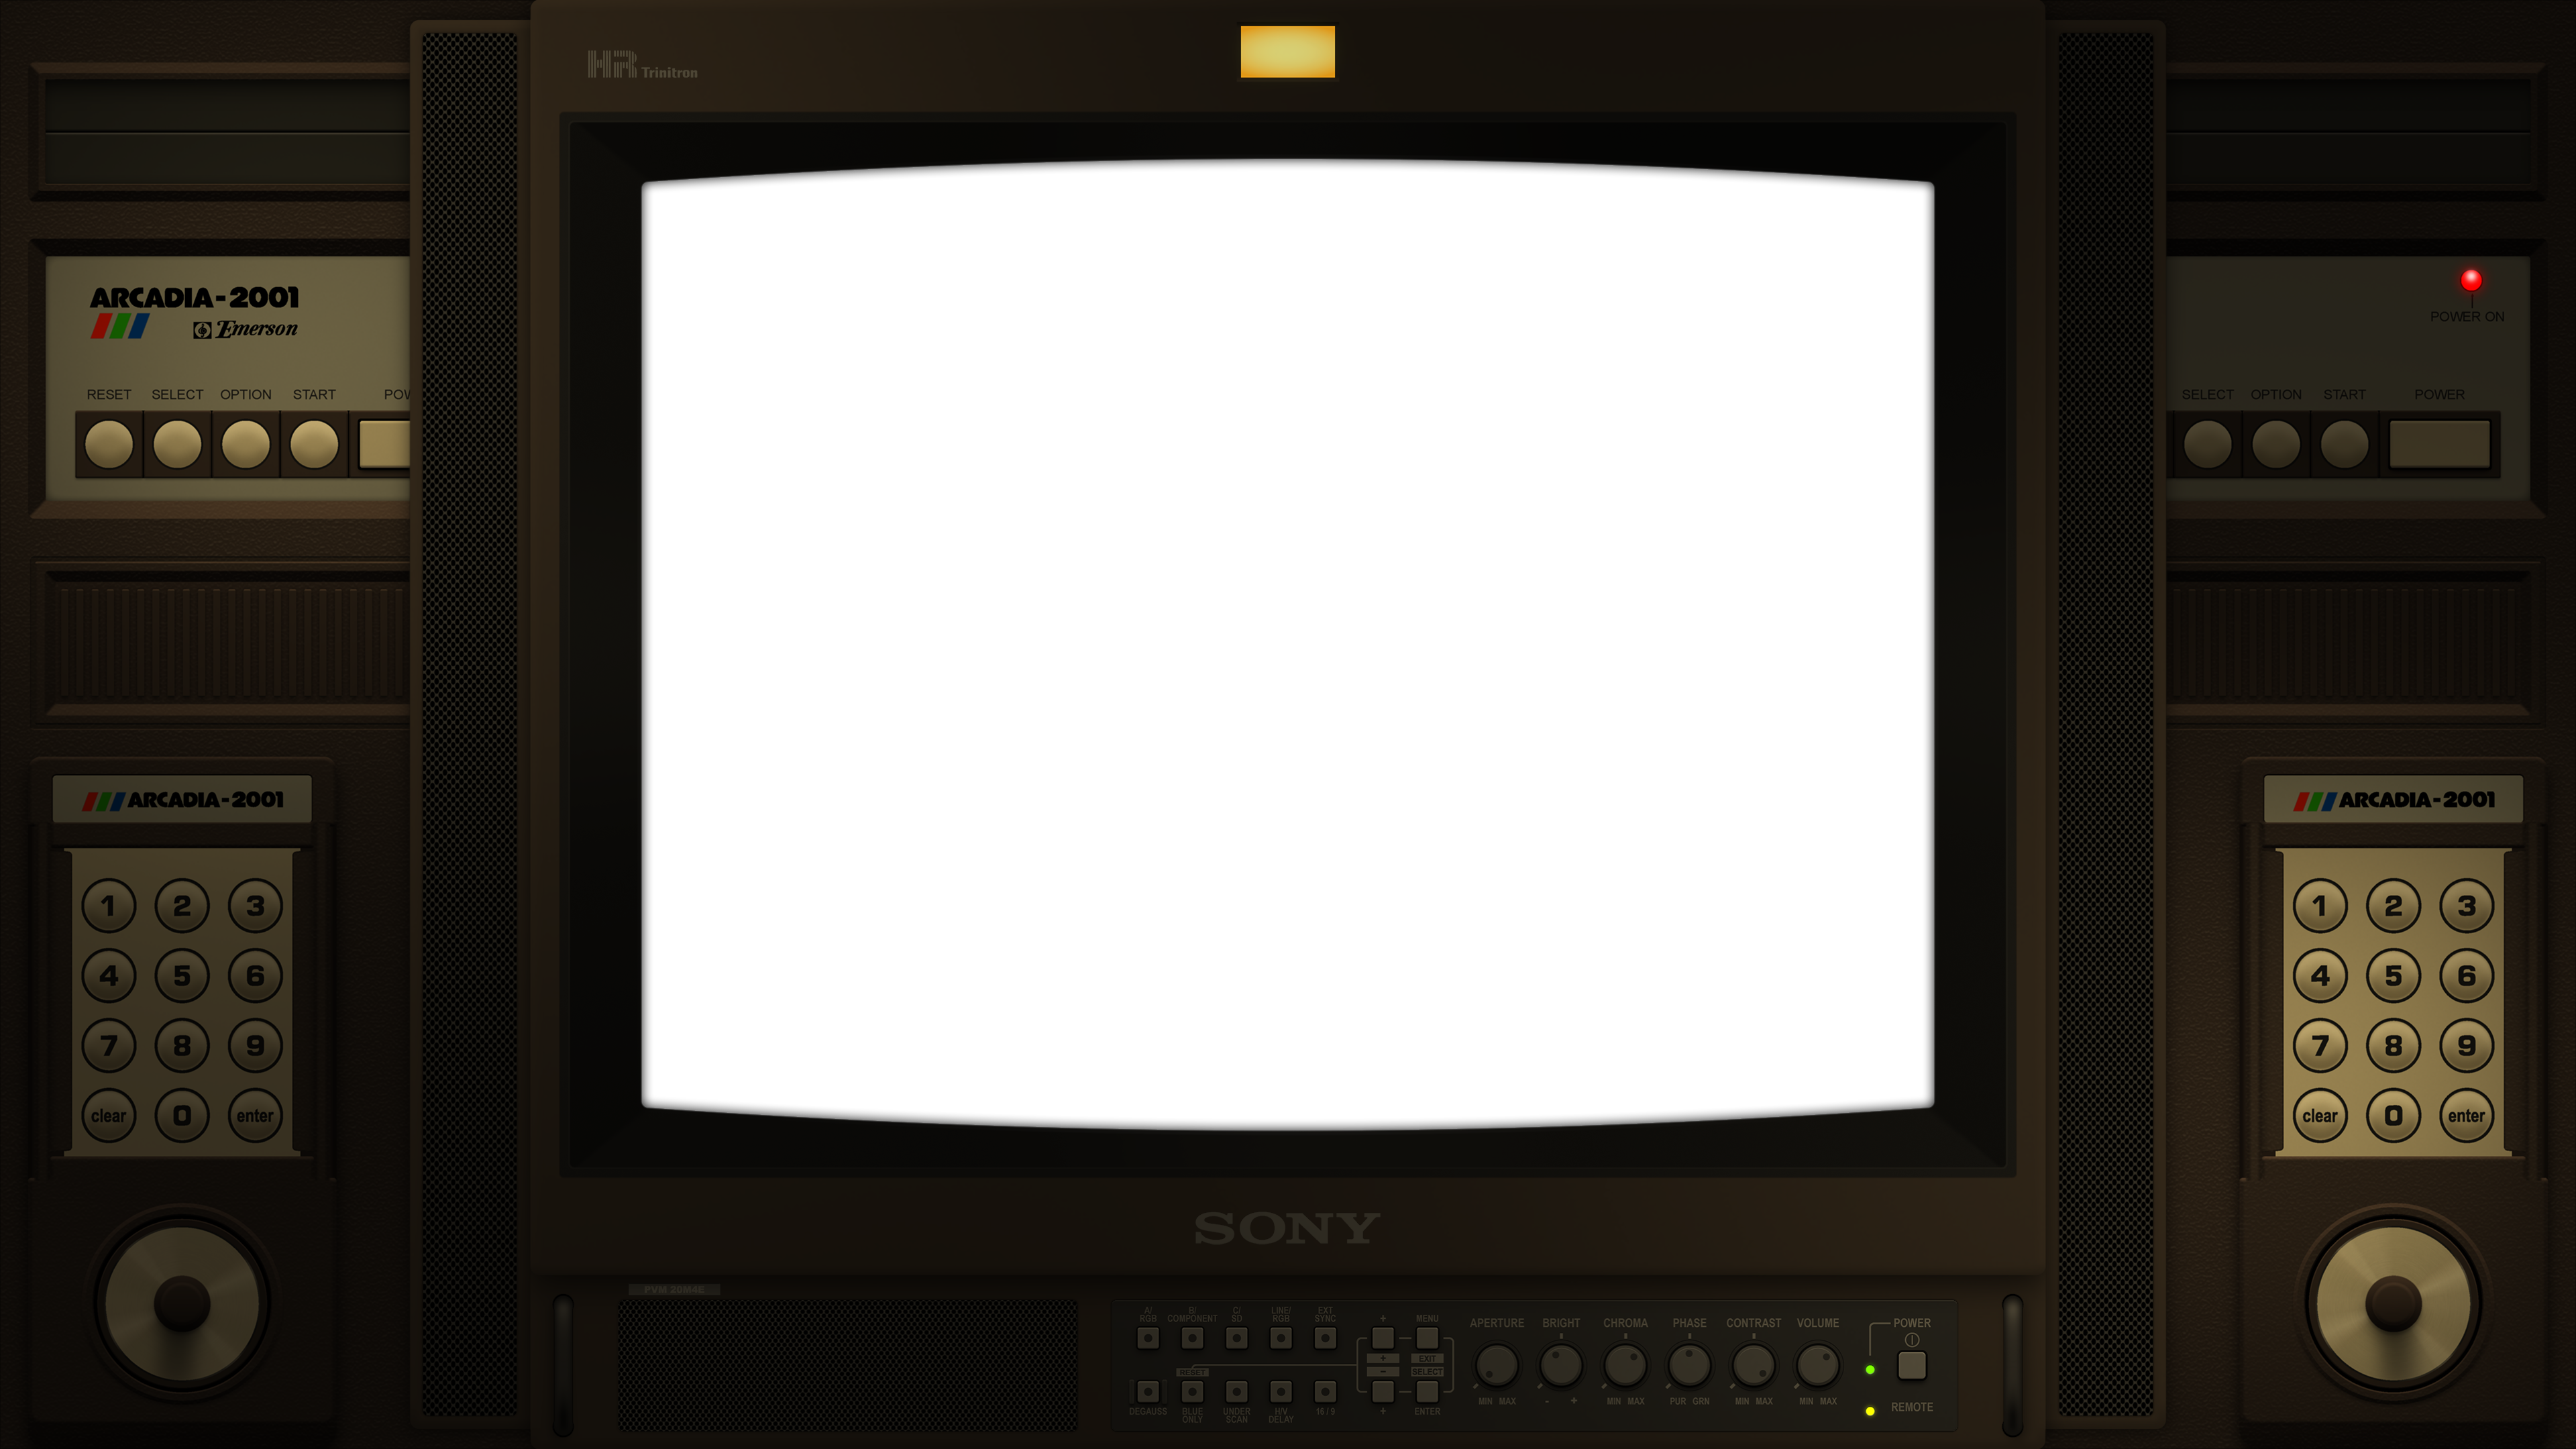 HR Trinitron
ARCADIA-2001
Emerson
RESET SELECT OPTION START POW
POWER ON
SELECT OPTION START POWER
ARCADIA-2001
1 2 3
4 5 6
7 8 9
clear 0 enter
ARCADIA-2001
1 2 3
4 5 6
7 8 9
clear 0 enter
SONY
PVM 20M4E
A/ B/ C/ LINE/ EXT
RGB COMPONENT SD RGB SYNC + MENU
+ EXIT
RESET - SELECT
DEGAUSS BLUE UNDER H/V 16/9 + ENTER
ONLY SCAN DELAY
APERTURE BRIGHT CHROMA PHASE CONTRAST VOLUME POWER
MIN MAX - + MIN MAX PUR GRN MIN MAX MIN MAX
REMOTE